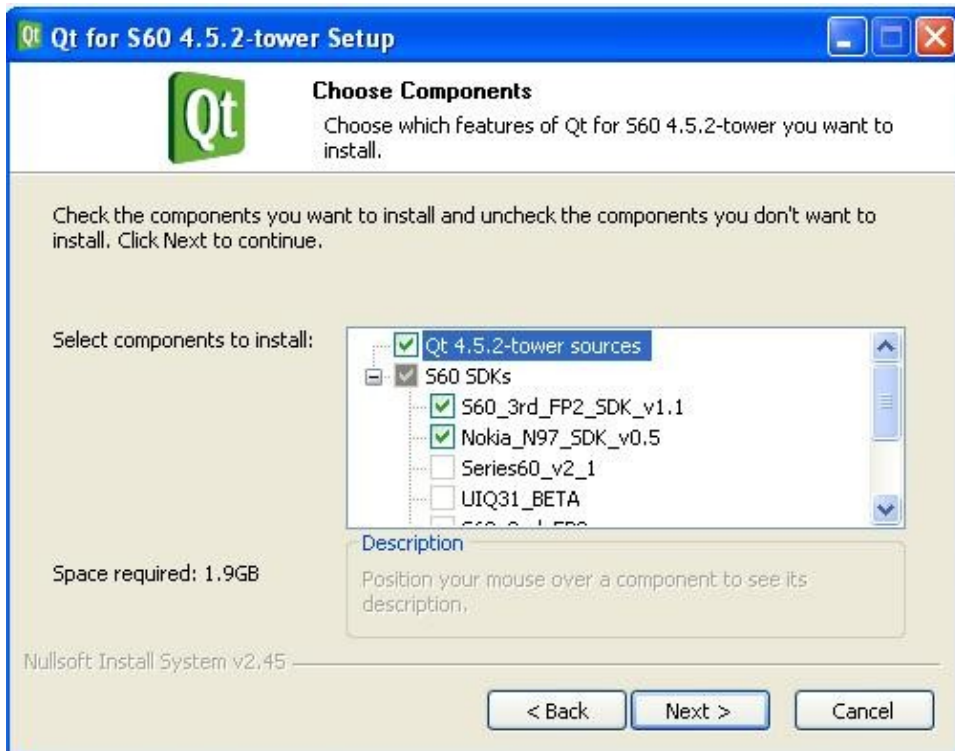 Qt Qt for S60 4.5.2-tower Setup
Qt
Choose Components
Choose which features of Qt for S60 4.5.2-tower you want to
install.
Check the components you want to install and uncheck the components you don't want to
install. Click Next to continue.
Select components to install:
Qt 4.5.2-tower sources
S60 SDKs
S60_3rd_FP2_SDK_v1.1
Nokia_N97_SDK_v0.5
Series60_v2_1
UIQ31_BETA
Description
Space required: 1.9GB
Position your mouse over a component to see its
description.
Nullsoft Install System v2.45
< Back
Next >
Cancel